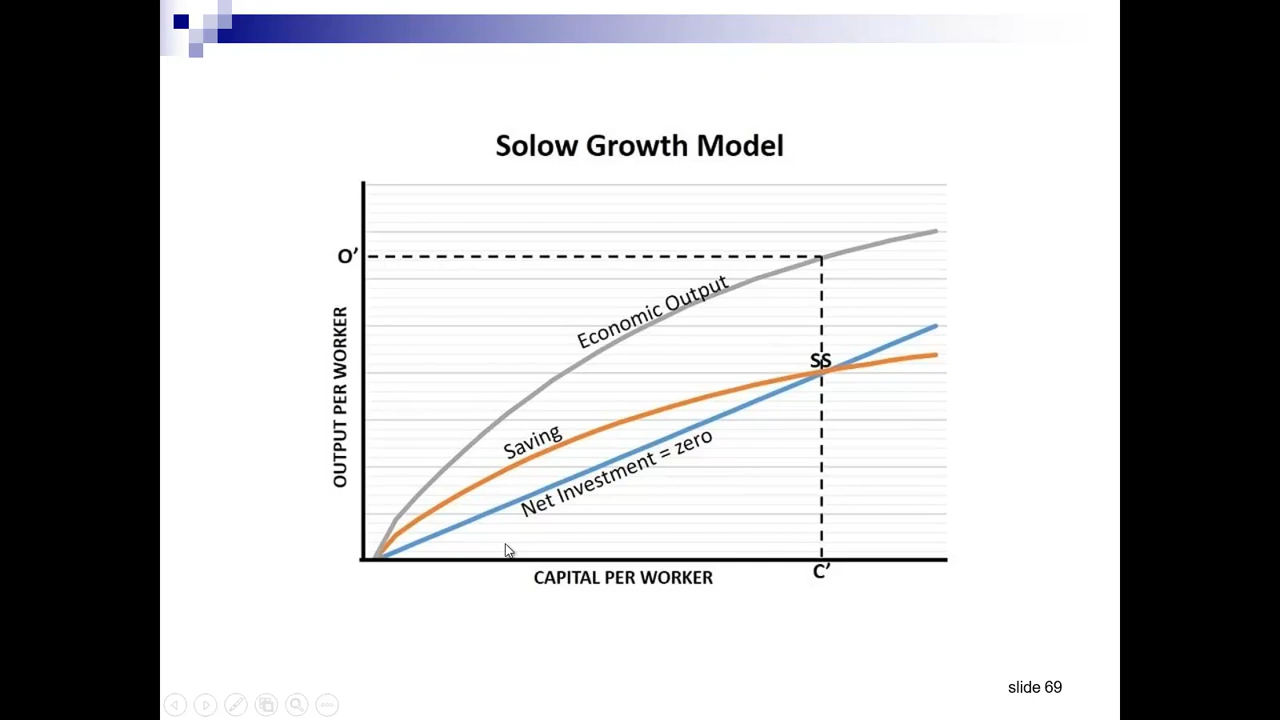 Solow Growth Model
O’
Economic Output
SS
Saving
Net Investment = zero
OUTPUT PER WORKER
C’
CAPITAL PER WORKER
slide 69